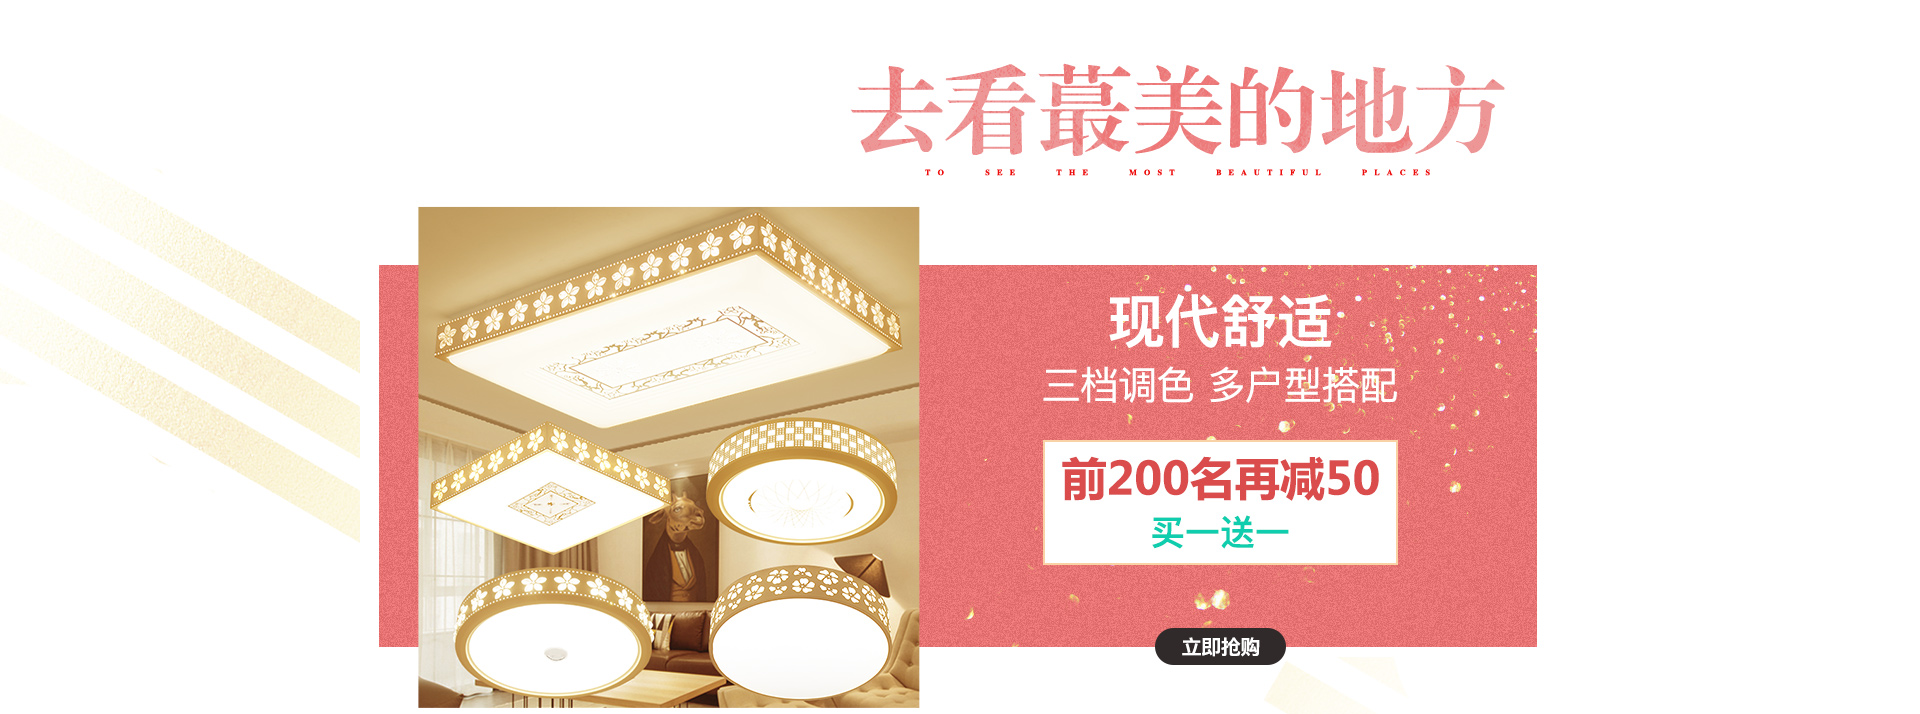 去看蕞美的地方
TO SEE THE MOST BEAUTIFUL PLACES
现代舒适
三档调色 多户型搭配
前200名再减50
买一送一
立即抢购